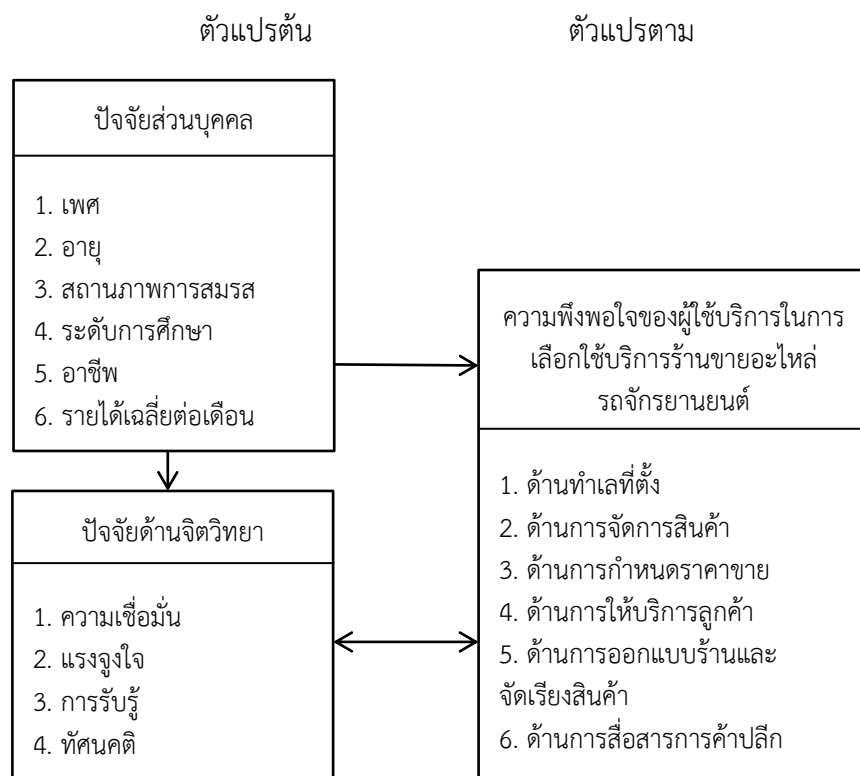 ตัวแปรต้น
ตัวแปรตาม
ปัจจัยส่วนบุคคล
1. เพศ
2. อายุ
3. สถานภาพการสมรส
4. ระดับการศึกษา
5. อาชีพ
6. รายได้เฉลี่ยต่อเดือน
ปัจจัยด้านจิตวิทยา
1. ความเชื่อมั่น
2. แรงจูงใจ
3. การรับรู้
4. ทัศนคติ
ความพึงพอใจของผู้ใช้บริการในการ
เลือกใช้บริการร้านขายอะไหล่
รถจักรยานยนต์
1. ด้านทำเลที่ตั้ง
2. ด้านการจัดการสินค้า
3. ด้านการกำหนดราคาขาย
4. ด้านการให้บริการลูกค้า
5. ด้านการออกแบบร้านและ
จัดเรียงสินค้า
6. ด้านการสื่อสารการค้าปลีก